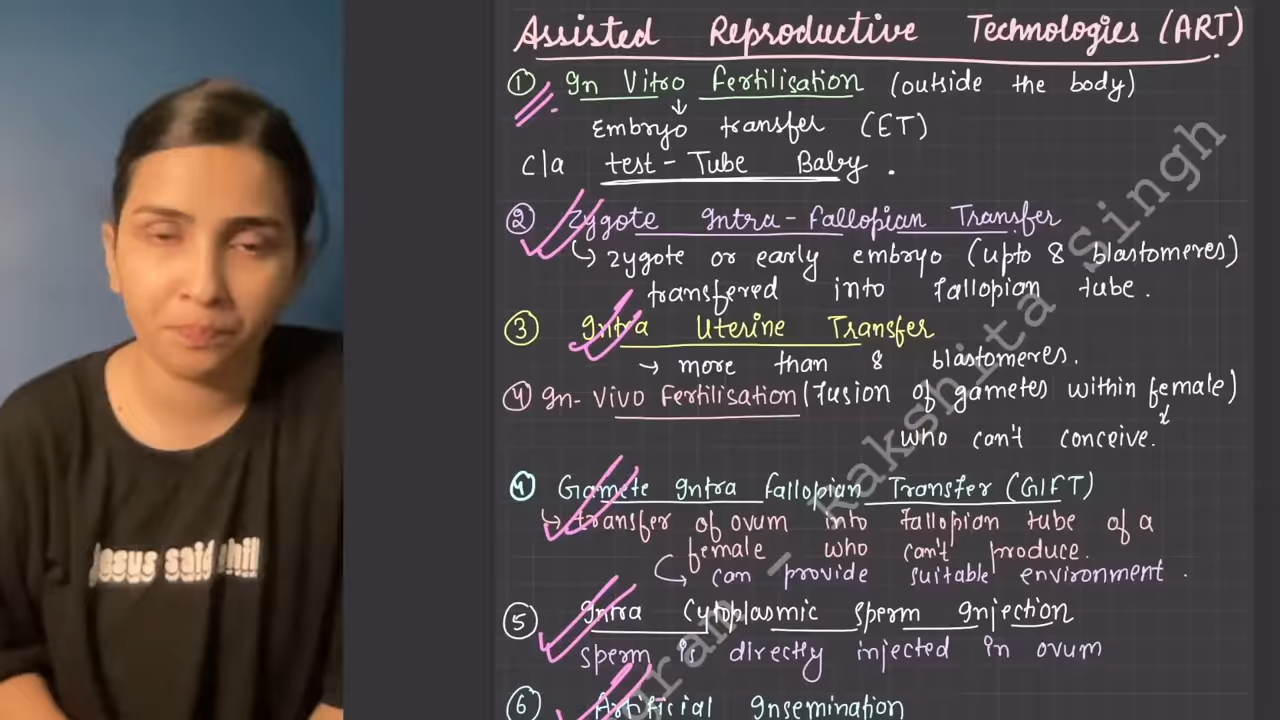 Assisted Reproductive Technologies (ART)
① In Vitro Fertilisation (outside the body)
Embryo transfer (ET)
C/a test-Tube Baby.
② Zygote Intra-Fallopian Transfer
↳ zygote or early embryo (upto 8 blastomeres)
transferred into fallopian tube.
③ Intra Uterine Transfer
→ more than 8 blastomeres.
④ In-Vivo Fertilisation (fusion of gametes within female)
who can't conceive.
④ Gamete Intra fallopian Transfer (GIFT)
↳ transfer of ovum into fallopian tube of a
female who can't produce.
↳ can provide suitable environment.
⑤ Intra Cytoplasmic sperm Injection
sperm is directly injected in ovum
⑥ Artificial Insemination
Jesus said chill
Rakshita Singh